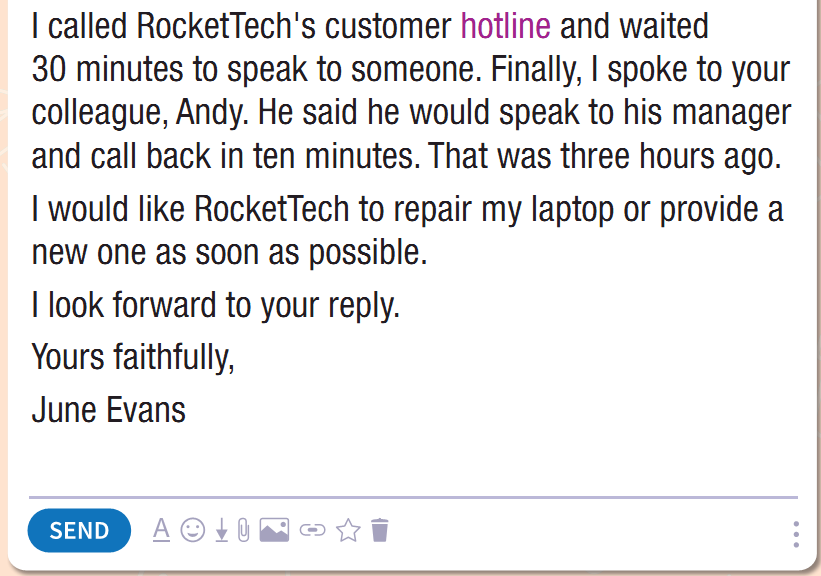 I called RocketTech's customer hotline and waited
30 minutes to speak to someone. Finally, I spoke to your
colleague, Andy. He said he would speak to his manager
and call back in ten minutes. That was three hours ago.
I would like RocketTech to repair my laptop or provide a
new one as soon as possible.
I look forward to your reply.
Yours faithfully,
June Evans
SEND A